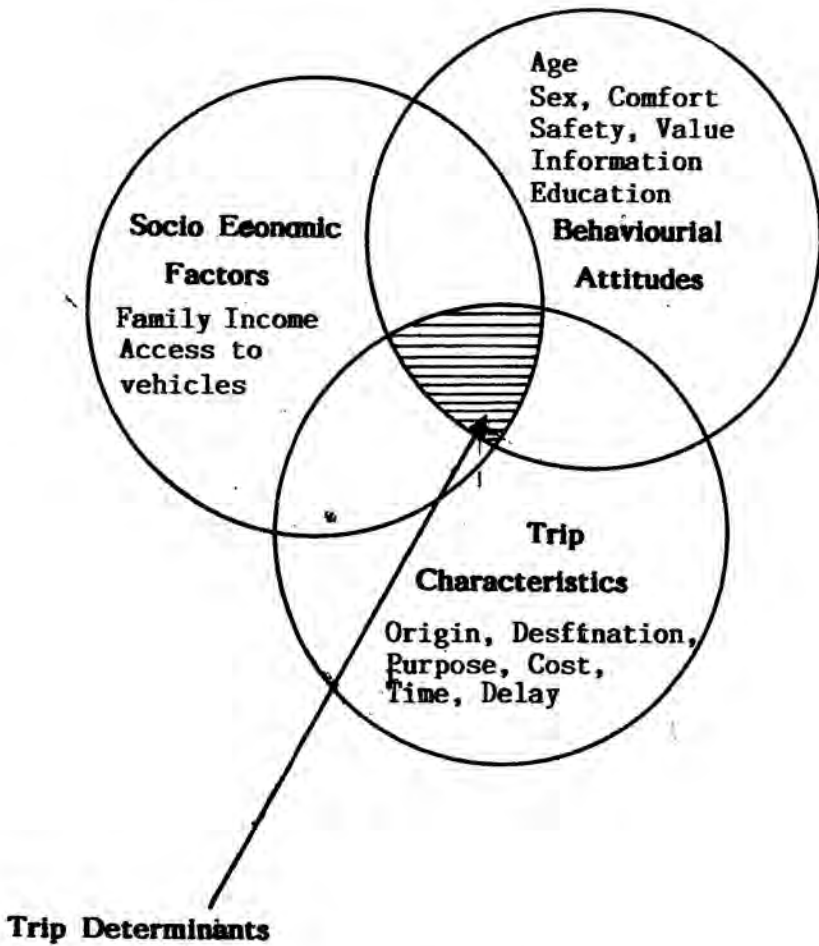 Age
Sex, Comfort
Safety, Value
Information
Education
Behaviourial
Attitudes
Socio Economic
Factors
Family Income
Access to
vehicles
Trip
Characteristics
Origin, Desfination,
Purpose, Cost,
Time, Delay
Trip Determinants